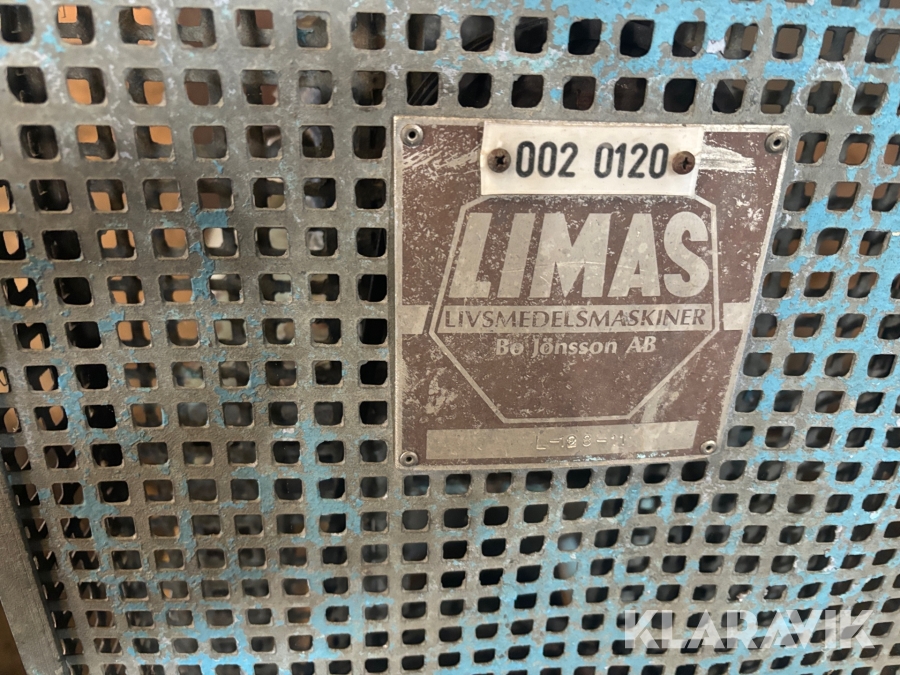 002 0120
LIMAS
LIVSMEDELSMASKINER
Bo Jönsson AB
KLARAVIK